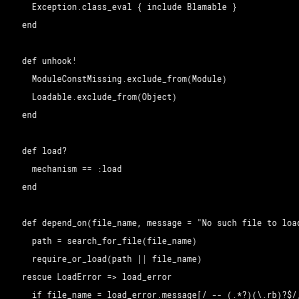 Exception.class_eval { include Blamable }
end
def unhook!
ModuleConstMissing.exclude_from(Module)
Loadable.exclude_from(Object)
end
def load?
mechanism == :load
end
def depend_on(file_name, message = "No such file to load
path = search_for_file(file_name)
require_or_load(path || file_name)
rescue LoadError => load_error
if file_name = load_error.message[/ -- (.*?)(\.rb)?$/,